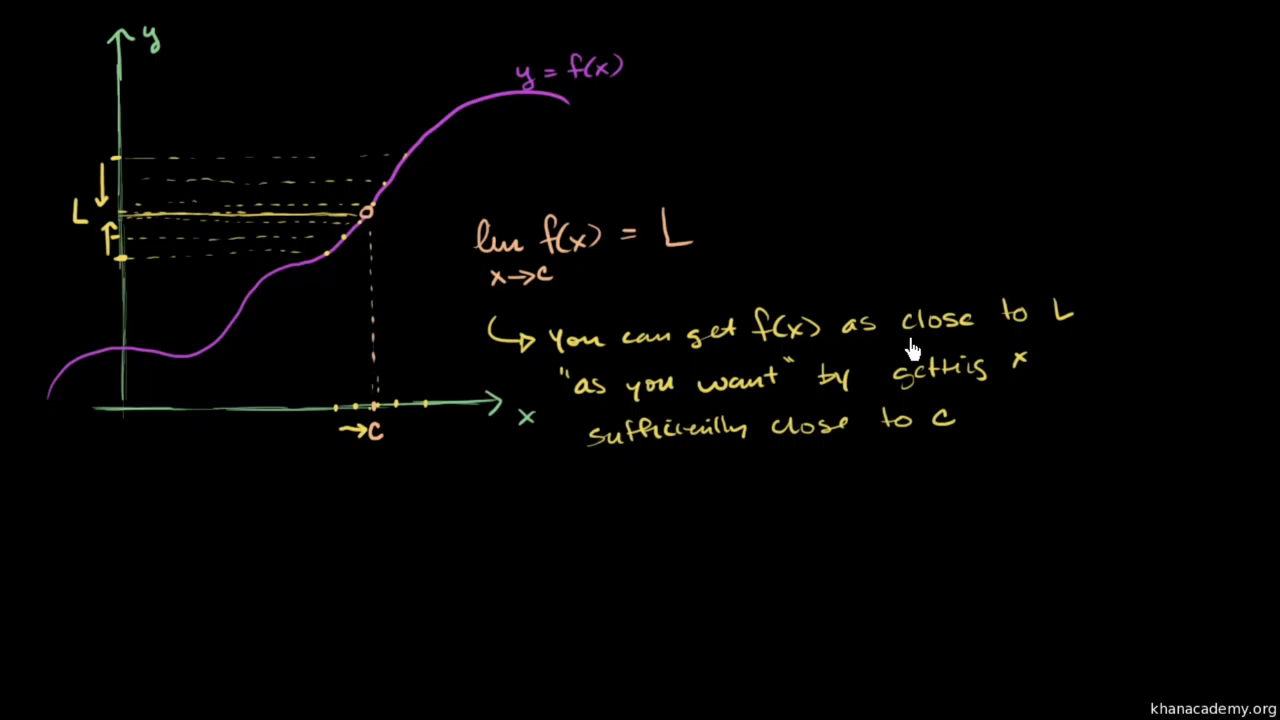 y
y = f(x)
L
lim f(x) = L
x→c
↳ you can get f(x) as close to L
"as you want" by getting x
sufficiently close to c
x
→c
khanacademy.org